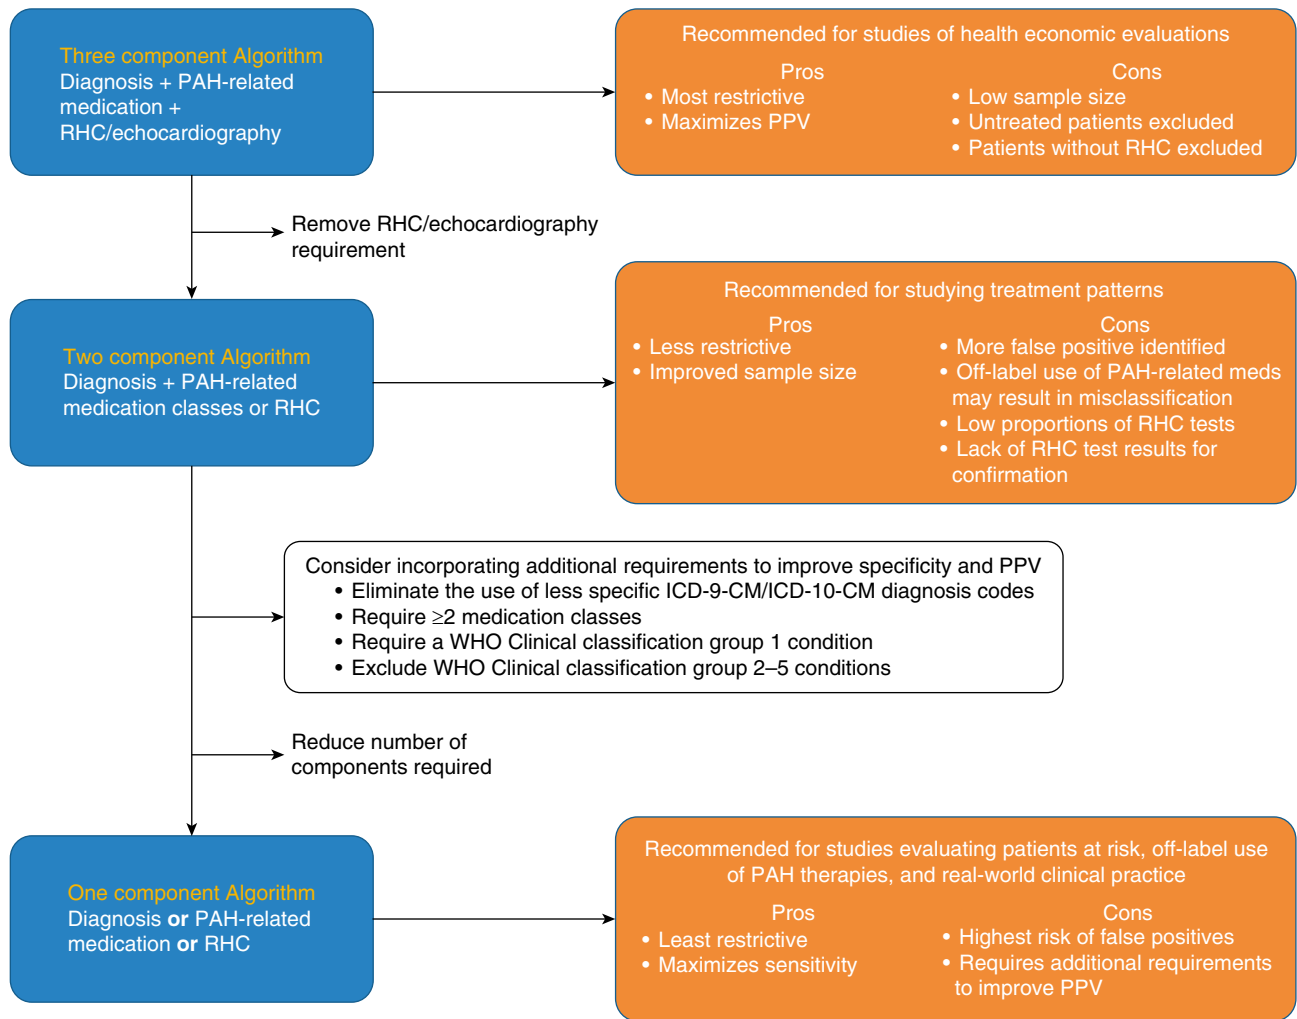 Three component Algorithm
Diagnosis + PAH-related
medication +
RHC/echocardiography
Recommended for studies of health economic evaluations
Pros
• Most restrictive
• Maximizes PPV
Cons
• Low sample size
• Untreated patients excluded
• Patients without RHC excluded
Remove RHC/echocardiography
requirement
Two component Algorithm
Diagnosis + PAH-related
medication classes or RHC
Recommended for studying treatment patterns
Pros
• Less restrictive
• Improved sample size
Cons
• More false positive identified
• Off-label use of PAH-related meds
may result in misclassification
• Low proportions of RHC tests
• Lack of RHC test results for
confirmation
Consider incorporating additional requirements to improve specificity and PPV
• Eliminate the use of less specific ICD-9-CM/ICD-10-CM diagnosis codes
• Require ≥2 medication classes
• Require a WHO Clinical classification group 1 condition
• Exclude WHO Clinical classification group 2–5 conditions
Reduce number of
components required
One component Algorithm
Diagnosis or PAH-related
medication or RHC
Recommended for studies evaluating patients at risk, off-label use
of PAH therapies, and real-world clinical practice
Pros
• Least restrictive
• Maximizes sensitivity
Cons
• Highest risk of false positives
• Requires additional requirements
to improve PPV